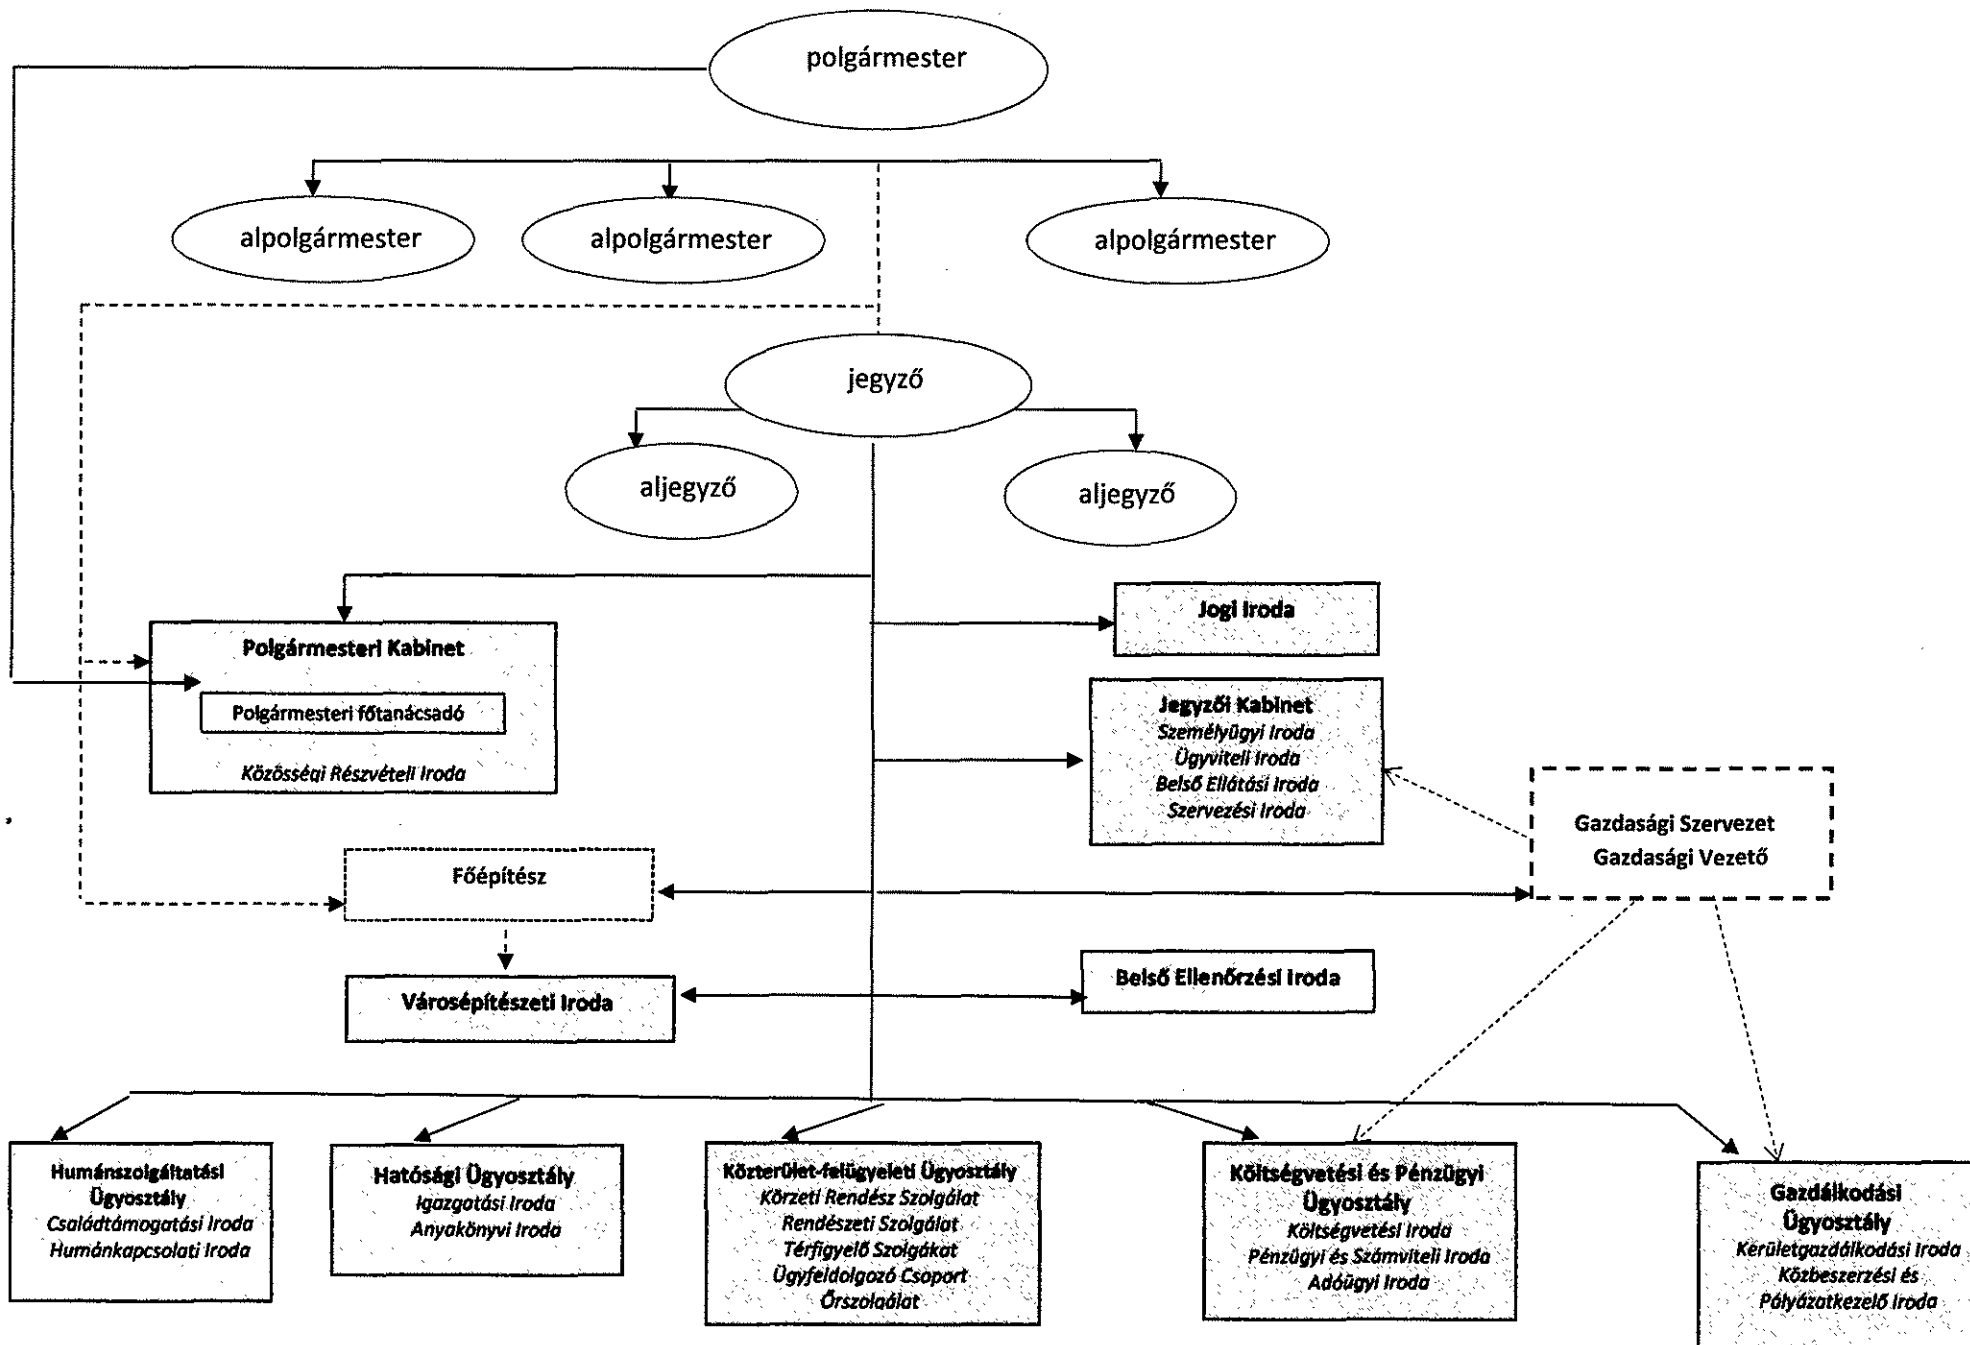 polgármester
alpolgármester
alpolgármester
alpolgármester
jegyző
aljegyző
aljegyző
Polgármesteri Kabinet
Polgármesteri főtanácsadó
Közösségi Részvételi Iroda
Jogi Iroda
Jegyzői Kabinet
Személyügyi Iroda
Ügyviteli Iroda
Belső Ellátási Iroda
Szervezési Iroda
Gazdasági Szervezet
Gazdasági Vezető
Főépítész
Városépítészeti Iroda
Belső Ellenőrzési Iroda
Humánszolgáltatási
Ügyosztály
Családtámogatási Iroda
Humánkapcsolati Iroda
Hatósági Ügyosztály
Igazgatási Iroda
Anyakönyvi Iroda
Közterület-felügyeleti Ügyosztály
Körzeti Rendész Szolgálat
Rendészeti Szolgálat
Térfigyelő Szolgákat
Ügyfeldolgozó Csoport
Őrszolgálat
Költségvetési és Pénzügyi
Ügyosztály
Költségvetési Iroda
Pénzügyi és Számviteli Iroda
Adóügyi Iroda
Gazdálkodási
Ügyosztály
Kerületgazdálkodási Iroda
Közbeszerzési és
Pályázatkezelő Iroda